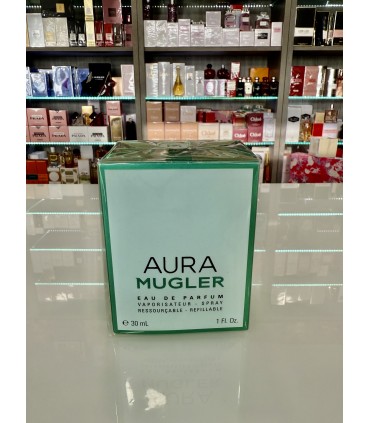 AURA
MUGLER
EAU DE PARFUM
VAPORISATEUR - SPRAY
RESSOURÇABLE - REFILLABLE
℮ 30 mL 1 Fl. Oz.